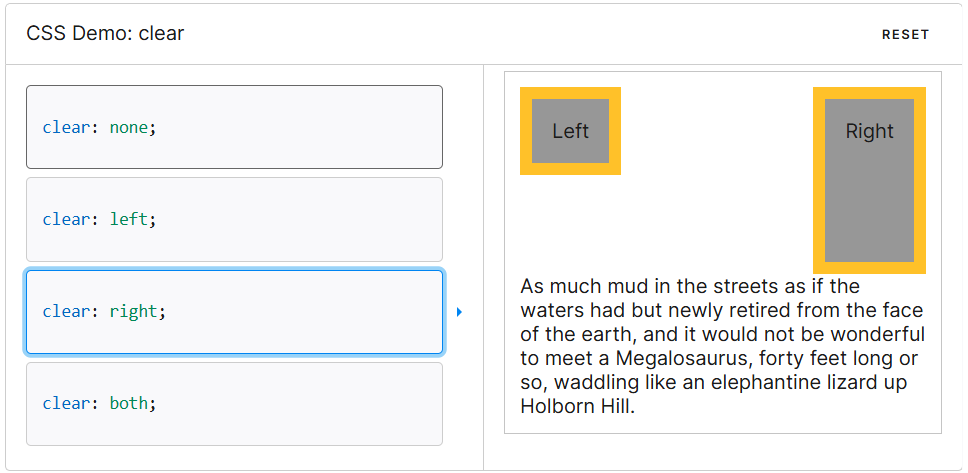 CSS Demo: clear
RESET
clear: none;
clear: left;
clear: right;
clear: both;
Left
Right
As much mud in the streets as if the
waters had but newly retired from the face
of the earth, and it would not be wonderful
to meet a Megalosaurus, forty feet long or
so, waddling like an elephantine lizard up
Holborn Hill.